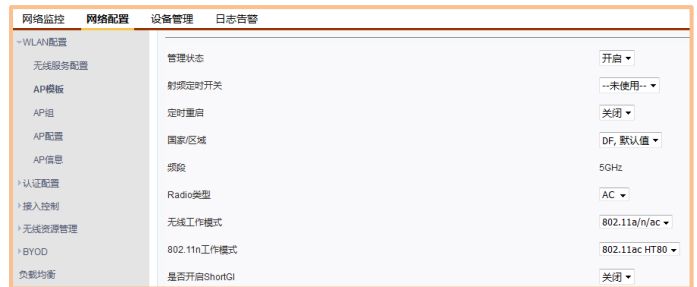 网络监控 网络配置 设备管理 日志告警
WLAN配置
无线服务配置
AP模板
AP组
AP配置
AP信息
认证配置
接入控制
无线资源管理
BYOD
负载均衡
管理状态 开启
射频定时开关 --未使用--
定时重启 关闭
国家/区域 DF, 默认值
频段 5GHz
Radio类型 AC
无线工作模式 802.11a/n/ac
802.11n工作模式 802.11ac HT80
是否开启ShortGI 关闭